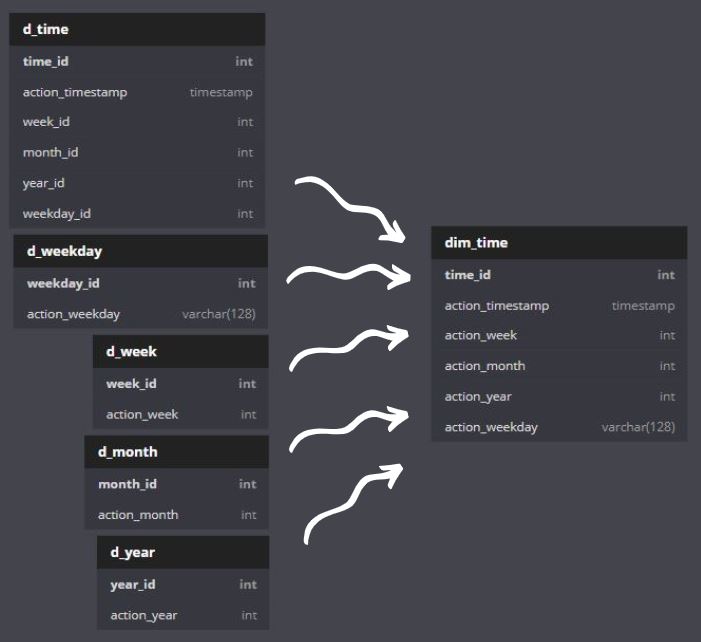 d_time
time_id int
action_timestamp timestamp
week_id int
month_id int
year_id int
weekday_id int
d_weekday
weekday_id int
action_weekday varchar(128)
d_week
week_id int
action_week int
d_month
month_id int
action_month int
d_year
year_id int
action_year int
dim_time
time_id int
action_timestamp timestamp
action_week int
action_month int
action_year int
action_weekday varchar(128)